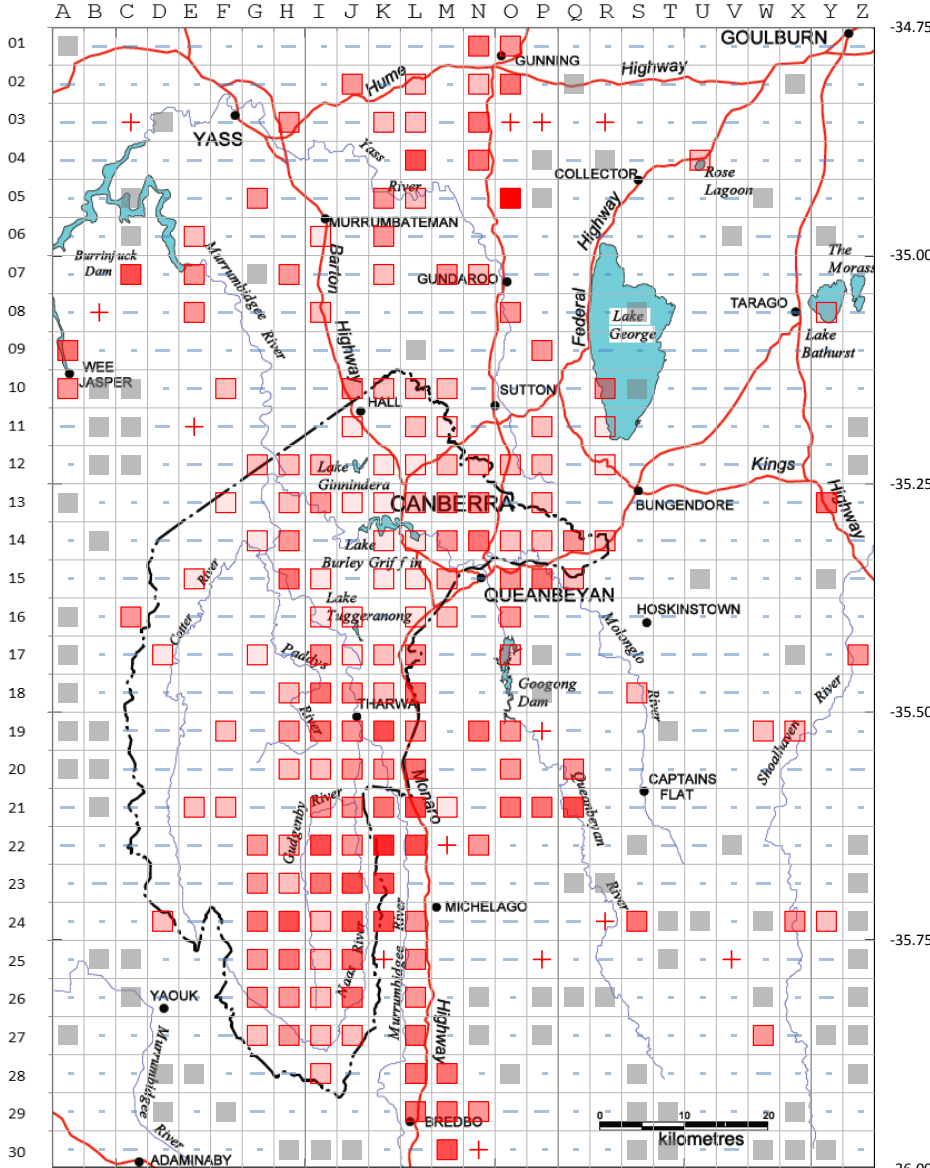 A B C D E F G H I J K L M N O P Q R S T U V W X Y Z
-34.75
GOULBURN
01
GUNNING
Hume
Highway
02
03
YASS
Yass
04
COLLECTOR
Rose
Lagoon
River
05
MURRUMBATEMAN
Highway
06
Burrinjuck
Dam
Murrumbidgee
River
Barton
Highway
The
Morass
-35.00
07
GUNDAROO
08
Federal
TARAGO
Lake
George
Lake
Bathurst
09
WEE
JASPER
10
SUTTON
HALL
11
12
Lake
Ginninderra
Kings
Highway
-35.25
13
CANBERRA
BUNGENDORE
14
Lake
Burley Griffin
15
River
Cotter
QUEANBEYAN
Lake
Tuggeranong
HOSKINSTOWN
16
Molonglo
River
17
Paddys
River
18
Googong
Dam
THARWA
River
Shoalhaven
-35.50
19
20
Monaro
Highway
Queanbeyan
River
CAPTAINS
FLAT
21
River
Gudgenby
22
23
MICHELAGO
24
River
Murrumbidgee
River
Naas
-35.75
25
26
YAOUK
Murrumbidgee
River
27
28
29
BREDBO
0 10 20
kilometres
30
ADAMINABY
-36.00